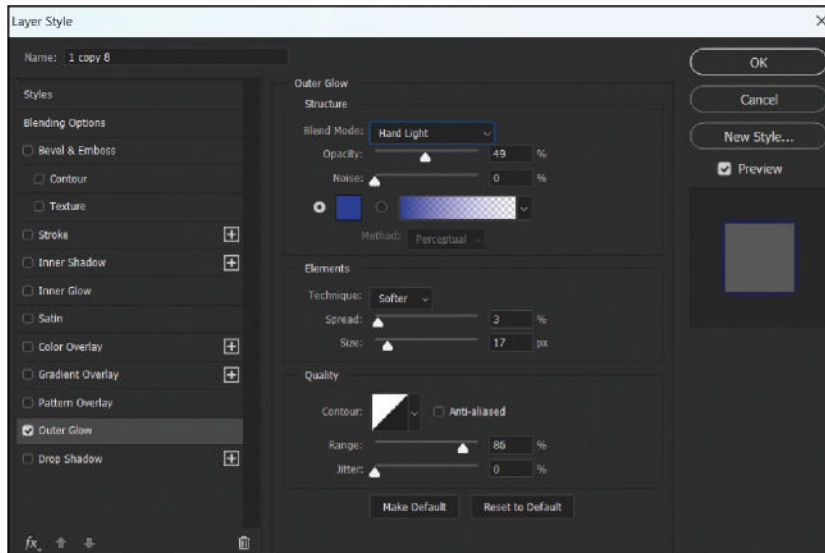 Layer Style
Name: 1 copy 8
Styles
Blending Options
Bevel & Emboss
Contour
Texture
Stroke
Inner Shadow
Inner Glow
Satin
Color Overlay
Gradient Overlay
Pattern Overlay
Outer Glow
Drop Shadow
fx
Outer Glow
Structure
Blend Mode: Hard Light
Opacity: 49 %
Noise: 0 %
Method: Perceptual
Elements
Technique: Softer
Spread: 3 %
Size: 17 px
Quality
Contour: Anti-aliased
Range: 86 %
Jitter: 0 %
Make Default Reset to Default
OK
Cancel
New Style...
Preview